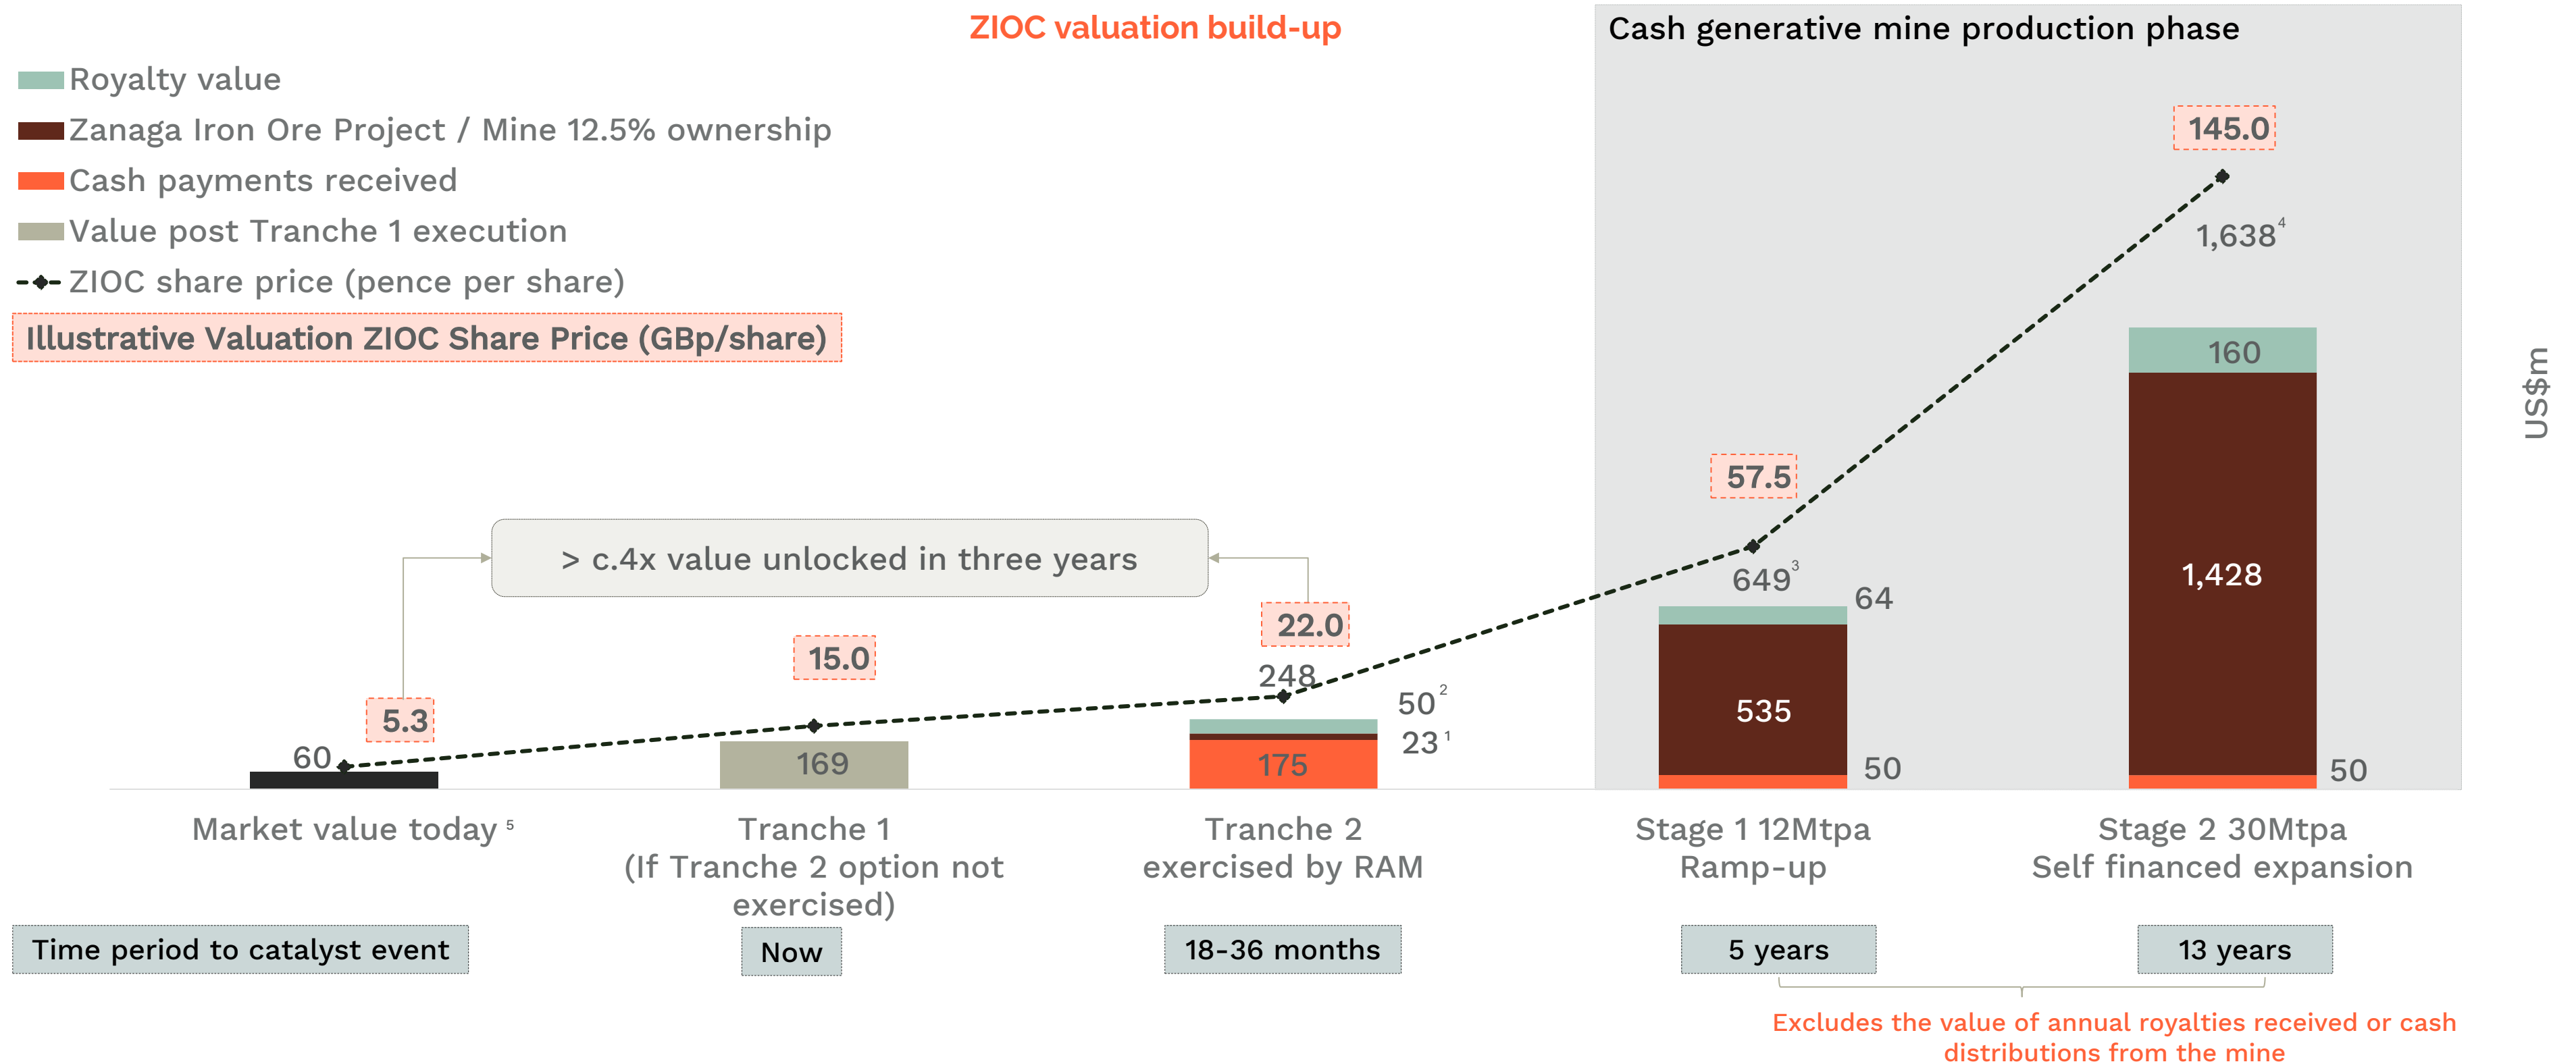 ZIOC valuation build-up
Cash generative mine production phase
Royalty value
Zanaga Iron Ore Project / Mine 12.5% ownership
Cash payments received
Value post Tranche 1 execution
ZIOC share price (pence per share)
Illustrative Valuation ZIOC Share Price (GBp/share)
145.0
1,638⁴
160
1,428
50
US$m
57.5
649³
64
535
50
> c.4x value unlocked in three years
22.0
248
50²
23¹
175
15.0
169
5.3
60
Market value today ⁵
Tranche 1
(If Tranche 2 option not
exercised)
Tranche 2
exercised by RAM
Stage 1 12Mtpa
Ramp-up
Stage 2 30Mtpa
Self financed expansion
Time period to catalyst event
Now
18-36 months
5 years
13 years
Excludes the value of annual royalties received or cash
distributions from the mine